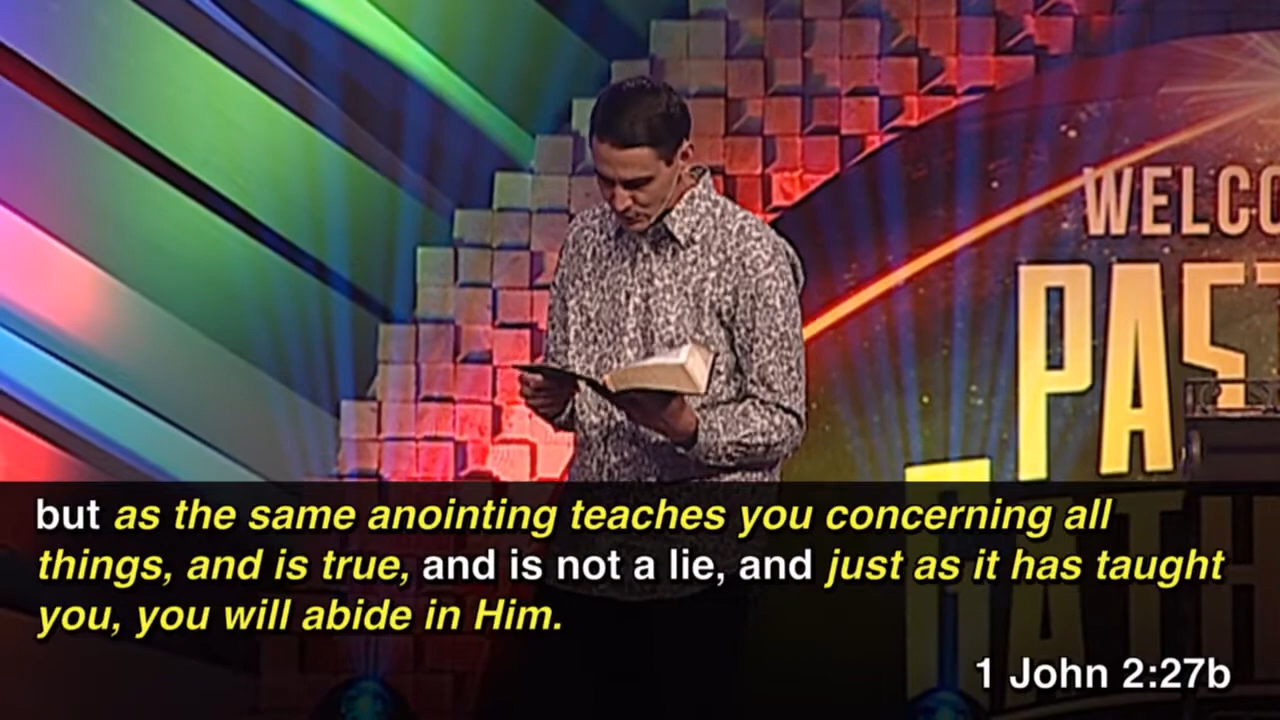 WELCO
PAST
but as the same anointing teaches you concerning all
things, and is true, and is not a lie, and just as it has taught
you, you will abide in Him.
1 John 2:27b